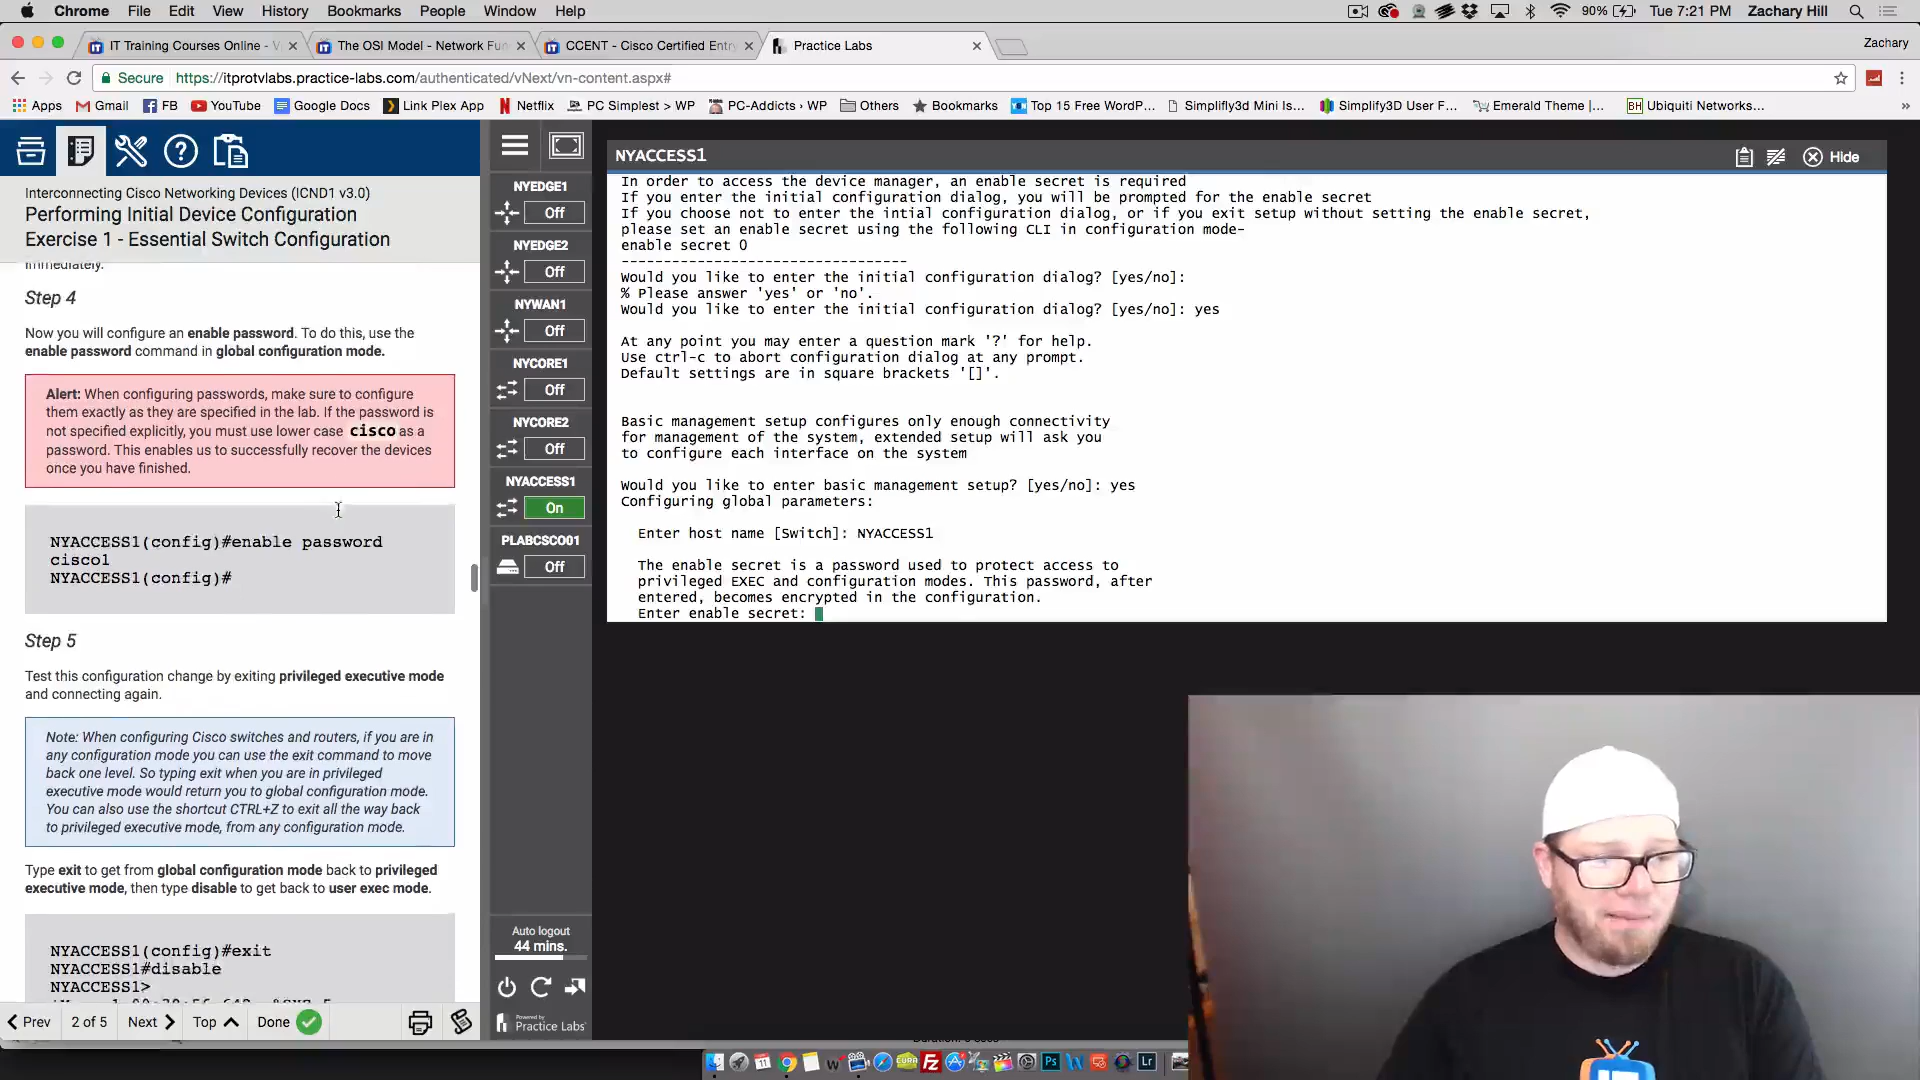 Chrome File Edit View History Bookmarks People Window Help 90% Tue 7:21 PM Zachary Hill
IT Training Courses Online - V The OSI Model - Network Fun CCENT - Cisco Certified Entry Practice Labs Zachary
Secure https://itprotvlabs.practice-labs.com/authenticated/vNext/vn-content.aspx#
Apps Gmail FB YouTube Google Docs Link Plex App Netflix PC Simplest > WP PC-Addicts › WP Others Bookmarks Top 15 Free WordP... Simplifly3d Mini Is... Simplify3D User F... Emerald Theme |... BH Ubiquiti Networks... »
Interconnecting Cisco Networking Devices (ICND1 v3.0)
Performing Initial Device Configuration
Exercise 1 - Essential Switch Configuration
immediately.
Step 4
Now you will configure an enable password. To do this, use the
enable password command in global configuration mode.
Alert: When configuring passwords, make sure to configure
them exactly as they are specified in the lab. If the password is
not specified explicitly, you must use lower case cisco as a
password. This enables us to successfully recover the devices
once you have finished.
NYACCESS1(config)#enable password
cisco1
NYACCESS1(config)#
Step 5
Test this configuration change by exiting privileged executive mode
and connecting again.
Note: When configuring Cisco switches and routers, if you are in
any configuration mode you can use the exit command to move
back one level. So typing exit when you are in privileged
executive mode would return you to global configuration mode.
You can also use the shortcut CTRL+Z to exit all the way back
to privileged executive mode, from any configuration mode.
Type exit to get from global configuration mode back to privileged
executive mode, then type disable to get back to user exec mode.
NYACCESS1(config)#exit
NYACCESS1#disable
NYACCESS1>
Prev 2 of 5 Next Top Done
NYEDGE1
Off
NYEDGE2
Off
NYWAN1
Off
NYCORE1
Off
NYCORE2
Off
NYACCESS1
On
PLABCSCO01
Off
Auto logout
44 mins.
Powered by
Practice Labs
NYACCESS1 Hide
In order to access the device manager, an enable secret is required
If you enter the initial configuration dialog, you will be prompted for the enable secret
If you choose not to enter the intial configuration dialog, or if you exit setup without setting the enable secret,
please set an enable secret using the following CLI in configuration mode-
enable secret 0
----------------------------------
Would you like to enter the initial configuration dialog? [yes/no]:
% Please answer 'yes' or 'no'.
Would you like to enter the initial configuration dialog? [yes/no]: yes
At any point you may enter a question mark '?' for help.
Use ctrl-c to abort configuration dialog at any prompt.
Default settings are in square brackets '[]'.
Basic management setup configures only enough connectivity
for management of the system, extended setup will ask you
to configure each interface on the system
Would you like to enter basic management setup? [yes/no]: yes
Configuring global parameters:
Enter host name [Switch]: NYACCESS1
The enable secret is a password used to protect access to
privileged EXEC and configuration modes. This password, after
entered, becomes encrypted in the configuration.
Enter enable secret: